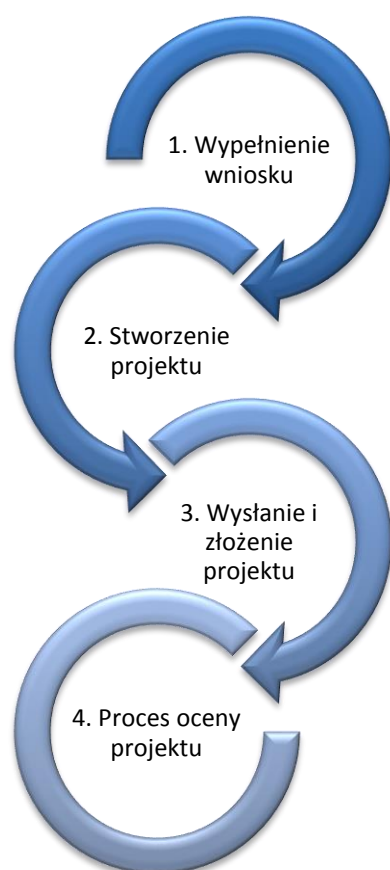 1. Wypełnienie
wniosku
2. Stworzenie
projektu
3. Wysłanie i
złożenie
projektu
4. Proces oceny
projektu